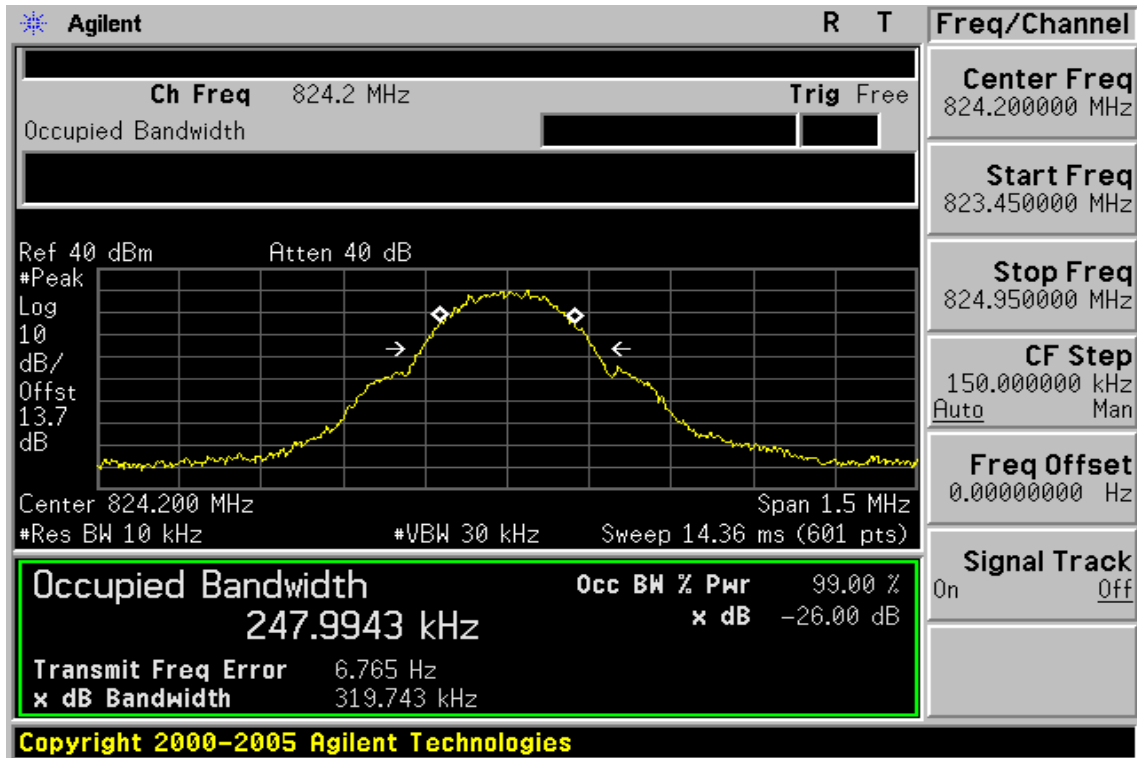 Agilent R T Freq/Channel
Ch Freq 824.2 MHz Trig Free
Occupied Bandwidth
Center Freq
824.200000 MHz
Start Freq
823.450000 MHz
Stop Freq
824.950000 MHz
CF Step
150.000000 kHz
Auto Man
Freq Offset
0.00000000 Hz
Signal Track
On Off
Ref 40 dBm Atten 40 dB
#Peak
Log
10
dB/
Offst
13.7
dB
Center 824.200 MHz Span 1.5 MHz
#Res BW 10 kHz #VBW 30 kHz Sweep 14.36 ms (601 pts)
Occupied Bandwidth Occ BW % Pwr 99.00 %
247.9943 kHz x dB -26.00 dB
Transmit Freq Error 6.765 Hz
x dB Bandwidth 319.743 kHz
Copyright 2000-2005 Agilent Technologies